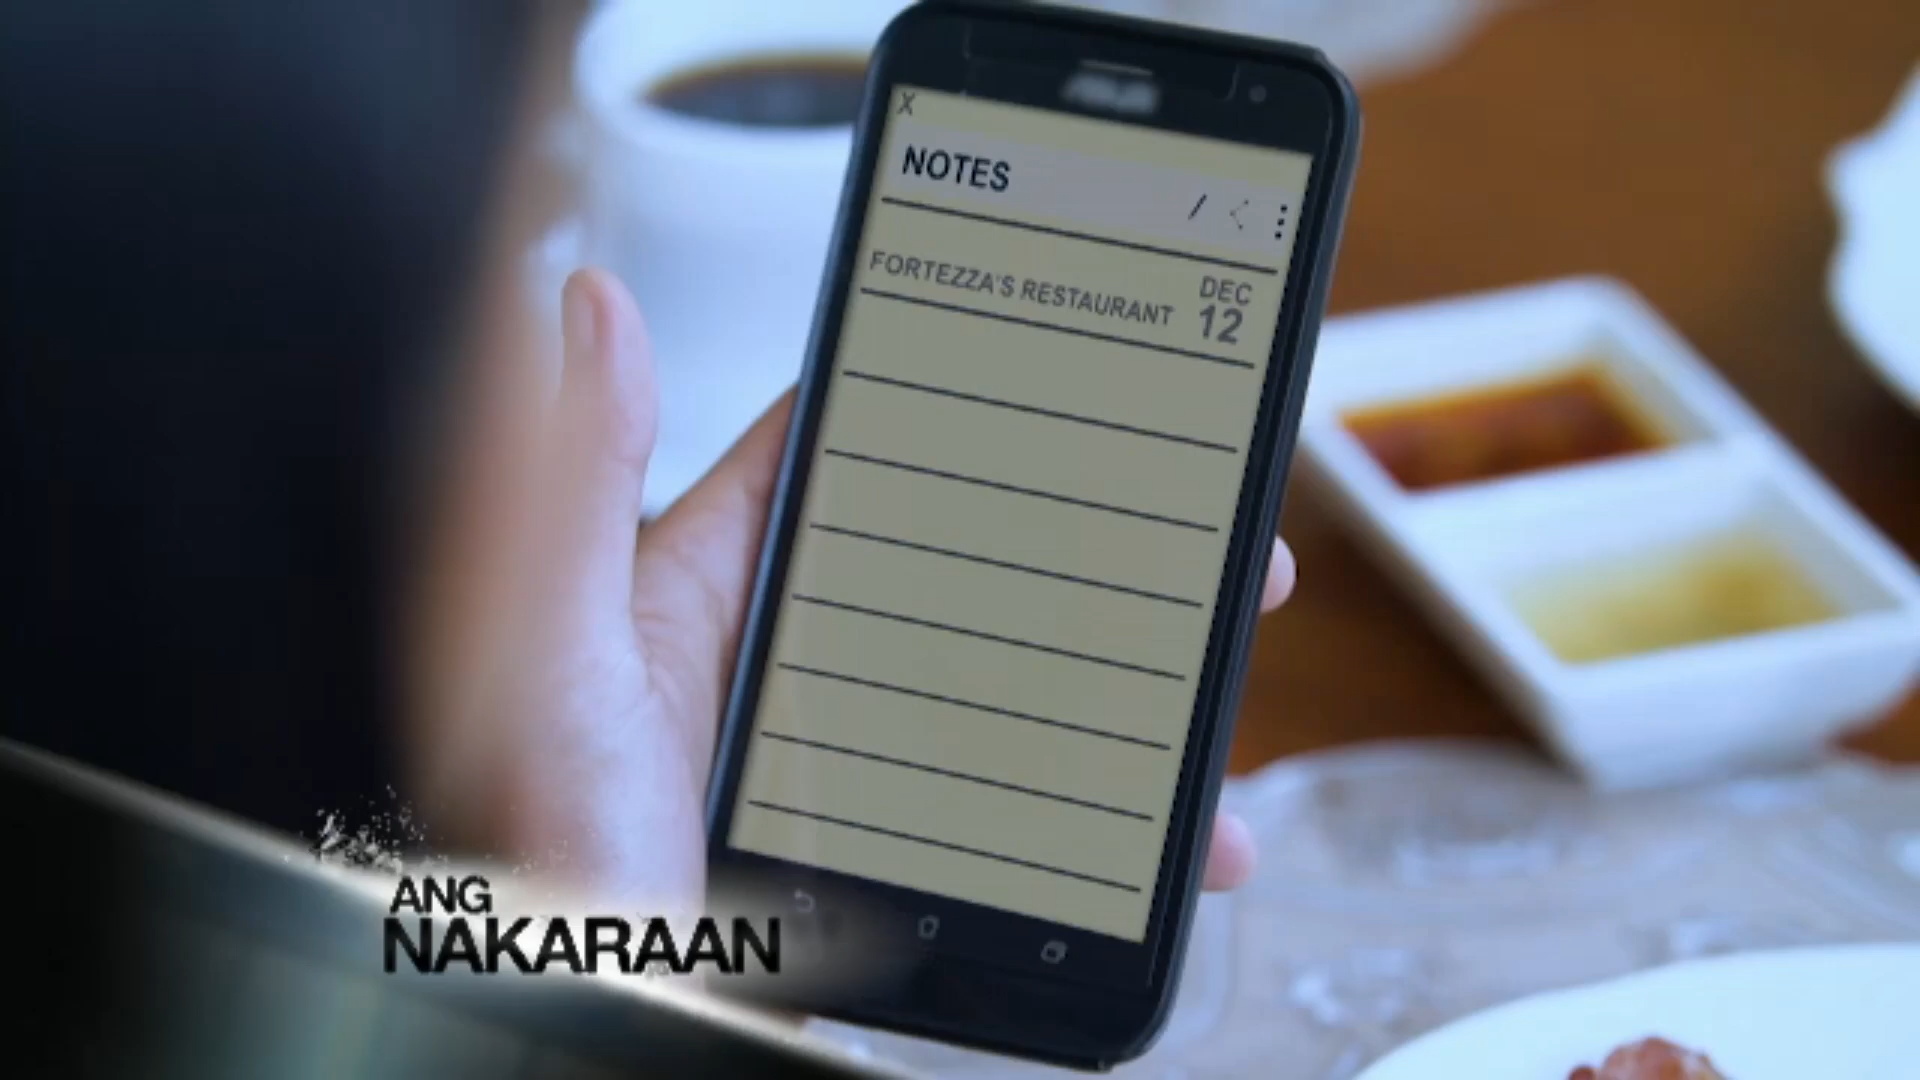 X
NOTES
FORTEZZA'S RESTAURANT
DEC
12
ANG
NAKARAAN